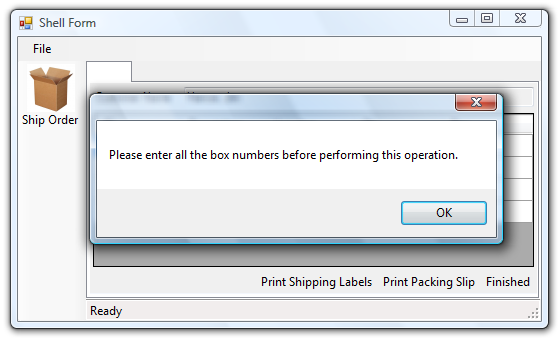 Shell Form
File
Ship Order
Please enter all the box numbers before performing this operation.
OK
Print Shipping Labels Print Packing Slip Finished
Ready